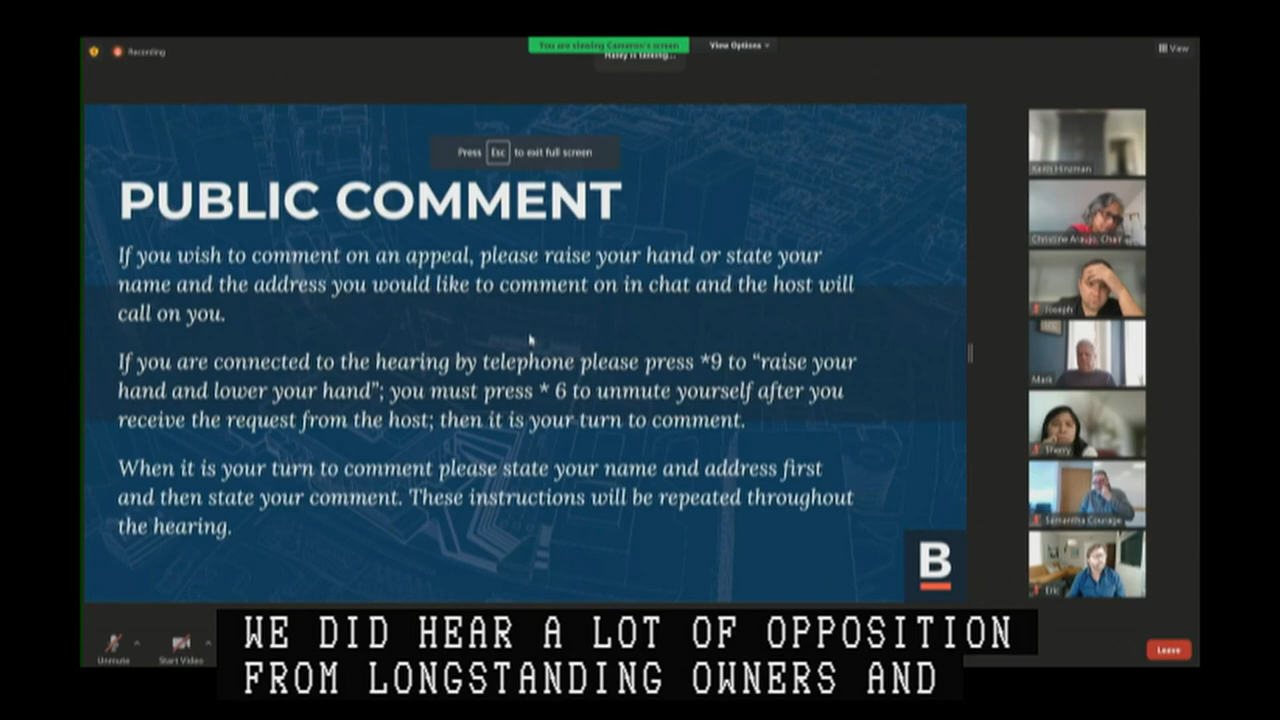 Recording
You are viewing Cameron's screen
View Options
View
Haley is talking...
Press Esc to exit full screen
PUBLIC COMMENT
If you wish to comment on an appeal, please raise your hand or state your
name and the address you would like to comment on in chat and the host will
call on you.
If you are connected to the hearing by telephone please press *9 to “raise your
hand and lower your hand”; you must press * 6 to unmute yourself after you
receive the request from the host; then it is your turn to comment.
When it is your turn to comment please state your name and address first
and then state your comment. These instructions will be repeated throughout
the hearing.
B
Christine Araujo, Chair
Joseph
Mark
Sherry
Samantha Courage
Eric
Unmute
Start Video
Leave
WE DID HEAR A LOT OF OPPOSITION
FROM LONGSTANDING OWNERS AND